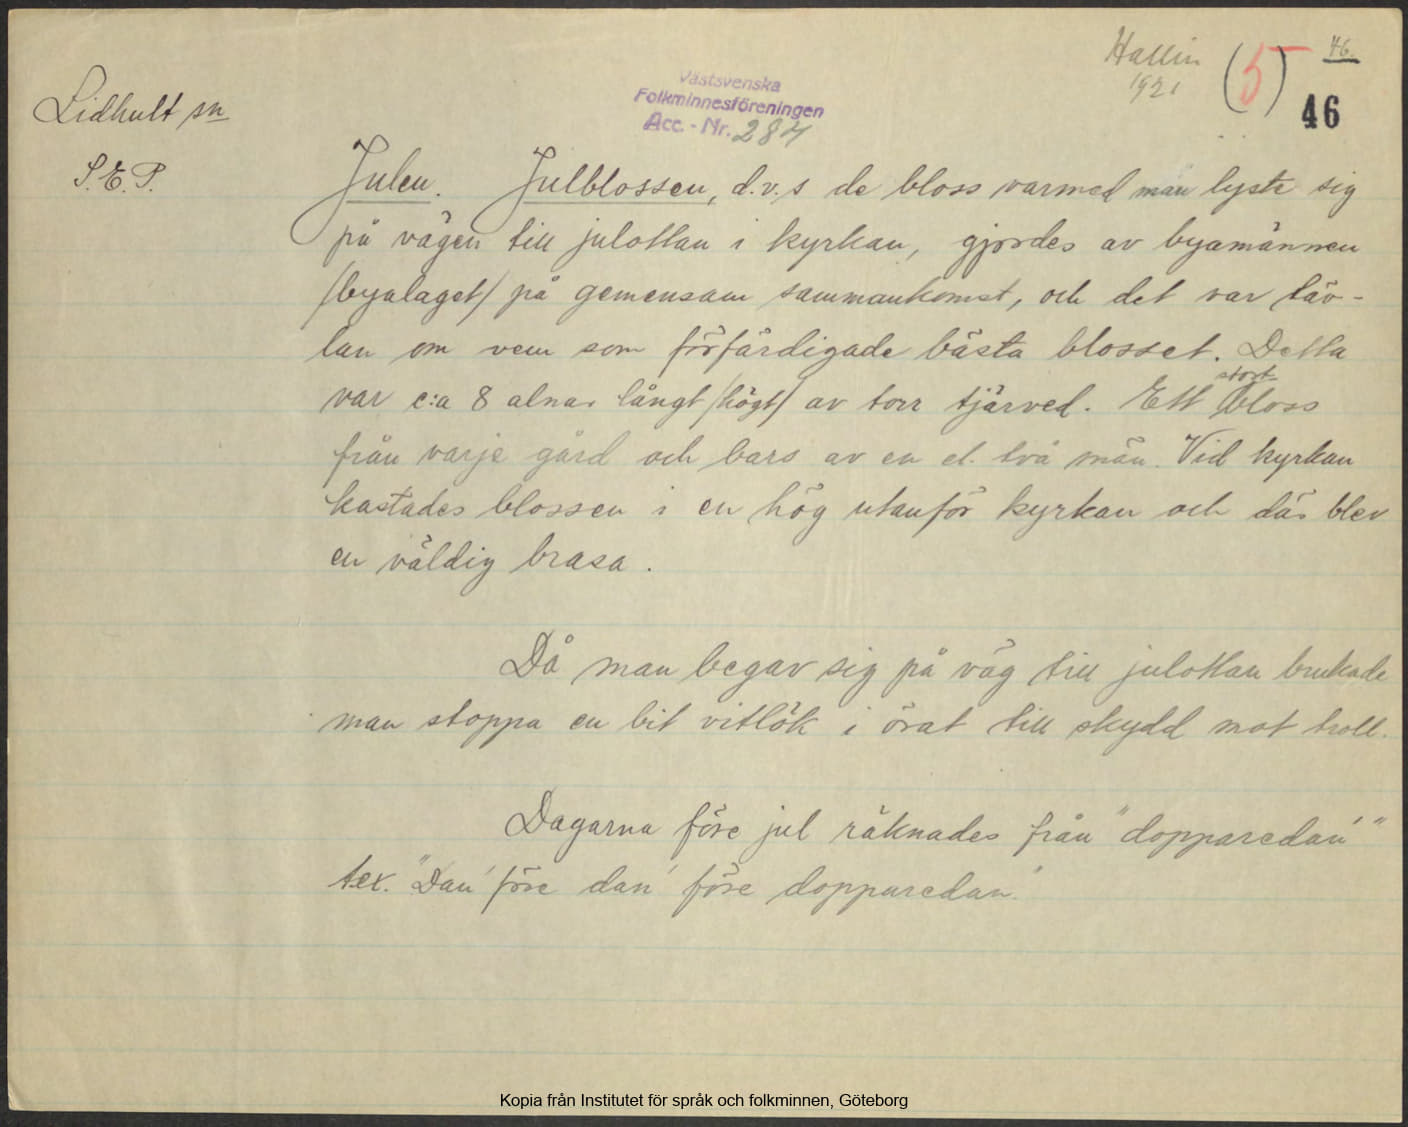 Hallin
1921
(5)
46.
46
Västsvenska
Folkminnesföreningen
Acc.-Nr. 284
Lidhult sn
S.E.P.
Julen. Julblossen, d.v.s de bloss varmed man lyste sig
på vägen till julottan i kyrkan, gjordes av byamännen
/byalaget/ på gemensam sammankomst, och det var täv-
lan om vem som förfärdigade bästa blosset. Detta
var c:a 8 alnar långt /högt/ av torr tjärved. Ett stort bloss
från varje gård och bars av en el. två män. Vid kyrkan
kastades blossen i en hög utanför kyrkan och där blev
en väldig brasa.
Då man begav sig på väg till julottan brukade
man stoppa en bit vitlök i örat till skydd mot troll.
Dagarna före jul räknades från "dopparedan'"
t.ex. "Dan' före dan' före dopparedan."
Kopia från Institutet för språk och folkminnen, Göteborg